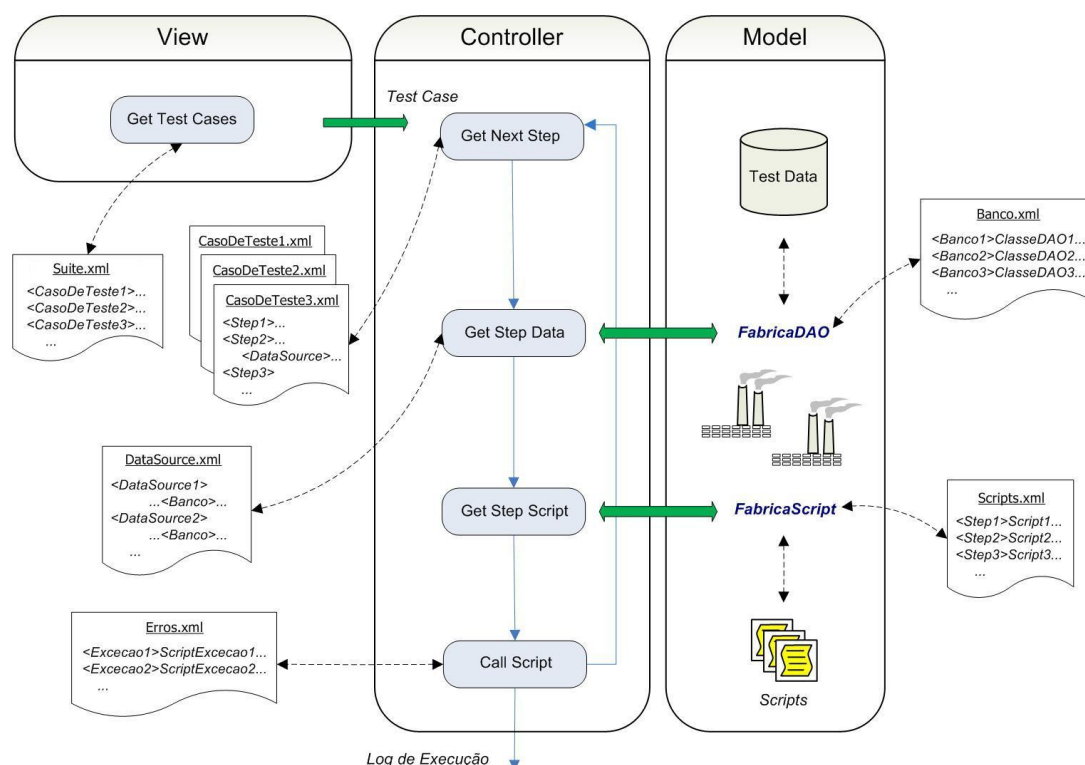 View
Controller
Model
Get Test Cases
Test Case
Get Next Step
Test Data
Banco.xml
<Banco1>ClasseDAO1...
<Banco2>ClasseDAO2...
<Banco3>ClasseDAO3...
...
Suite.xml
<CasoDeTeste1>...
<CasoDeTeste2>...
<CasoDeTeste3>...
...
CasoDeTeste1.xml
CasoDeTeste2.xml
CasoDeTeste3.xml
<Step1>...
<Step2>...
<DataSource>...
<Step3>
...
Get Step Data
FabricaDAO
DataSource.xml
<DataSource1>
...<Banco>...
<DataSource2>
...<Banco>...
...
Get Step Script
FabricaScript
Scripts.xml
<Step1>Script1...
<Step2>Script2...
<Step3>Script3...
...
Erros.xml
<Excecao1>ScriptExcecao1...
<Excecao2>ScriptExcecao2...
...
Call Script
Scripts
Log de Execução